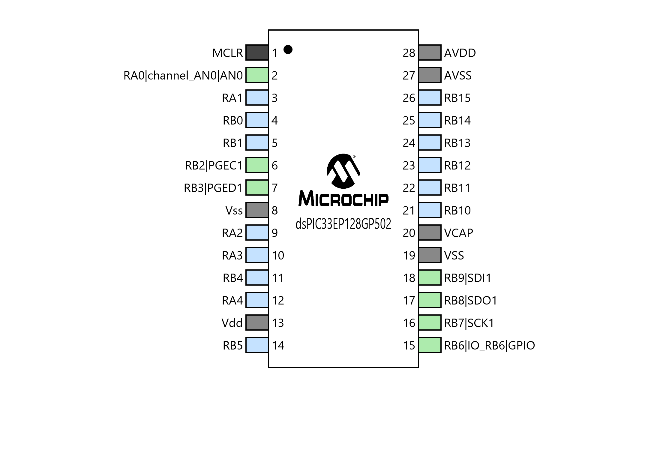 MCLR 1 28 AVDD
RA0|channel_AN0|AN0 2 27 AVSS
RA1 3 26 RB15
RB0 4 25 RB14
RB1 5 24 RB13
RB2|PGEC1 6 23 RB12
RB3|PGED1 7 22 RB11
MICROCHIP
Vss 8 21 RB10
dsPIC33EP128GP502
RA2 9 20 VCAP
RA3 10 19 VSS
RB4 11 18 RB9|SDI1
RA4 12 17 RB8|SDO1
Vdd 13 16 RB7|SCK1
RB5 14 15 RB6|IO_RB6|GPIO